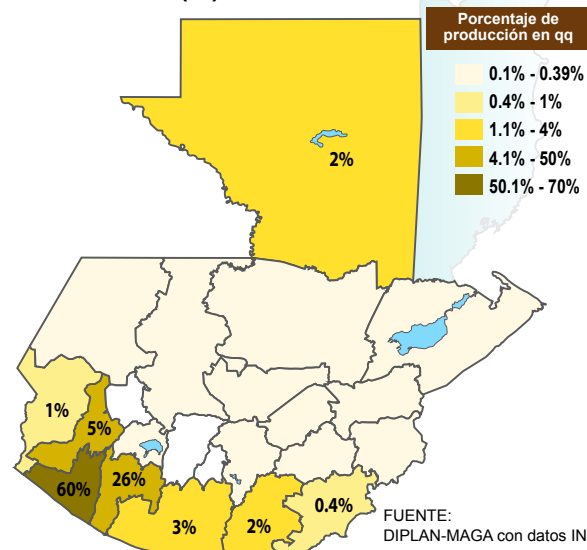 Porcentaje de
producción en qq
0.1% - 0.39%
0.4% - 1%
1.1% - 4%
4.1% - 50%
50.1% - 70%
2%
1%
5%
60%
26%
3%
2%
0.4%
FUENTE:
DIPLAN-MAGA con datos IN